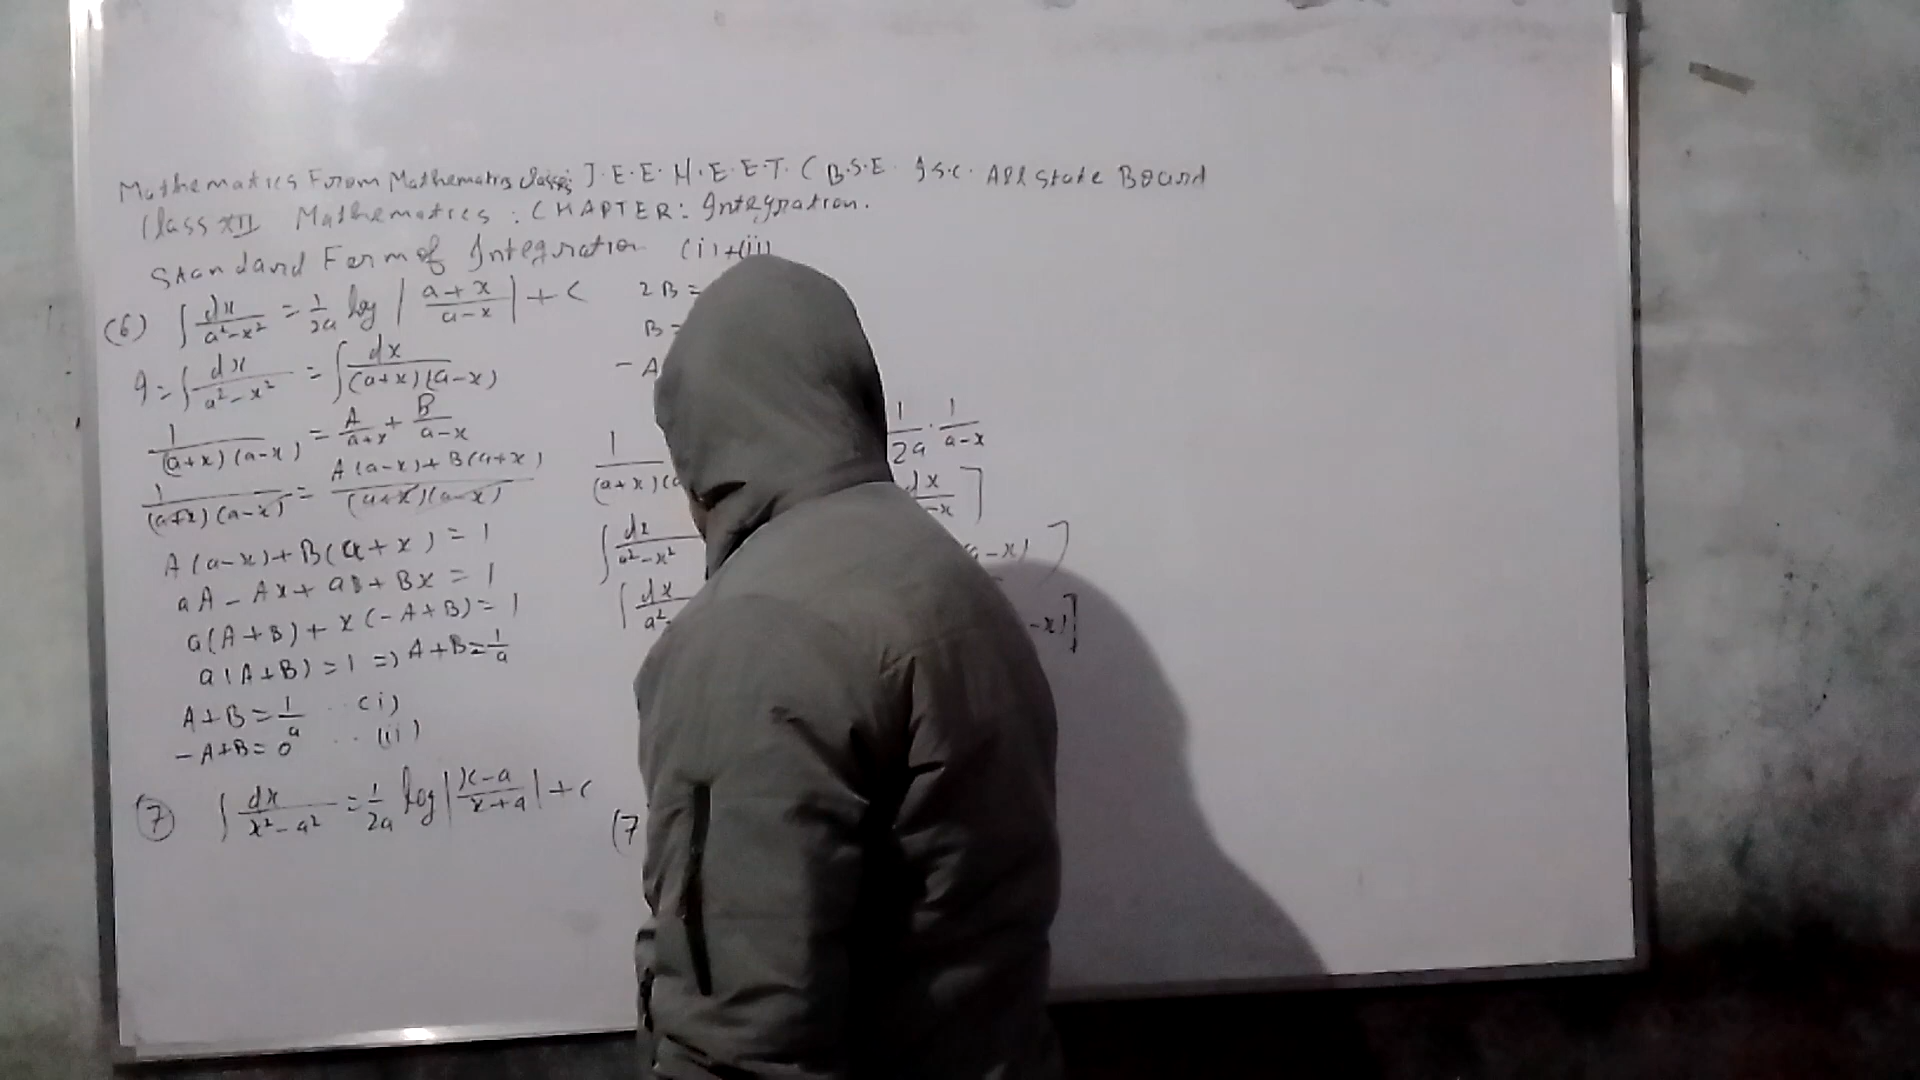 Mathematics From Mathematics Classes J.E.E. N.E.E.T. C B.S.E. I.S.C. All State Board
Class XII Mathematics : CHAPTER : Integration.
Standard Form of Integration (i)+(ii)
(6) ∫ dx/(a²-x²) = 1/2a log | (a+x)/(a-x) | + C
I = ∫ dx/(a²-x²) = ∫ dx/((a+x)(a-x))
1/((a+x)(a-x)) = A/(a+x) + B/(a-x)
1/((a+x)(a-x)) = (A(a-x)+B(a+x))/((a+x)(a-x))
A(a-x)+B(a+x) = 1
aA - Ax + aB + Bx = 1
a(A+B) + x(-A+B) = 1
a(A+B) = 1 => A+B = 1/a
A+B = 1/a .. (i)
-A+B = 0 .. (ii)
(7) ∫ dx/(x²-a²) = 1/2a log | (x-a)/(x+a) | + C
2B =
B =
-A
1/((a+x)(a 1/2a · 1/(a-x)
∫ dx/(a²-x²) dx/-x ]
(a-x) ]
∫ dx/a² -x| ]
(7